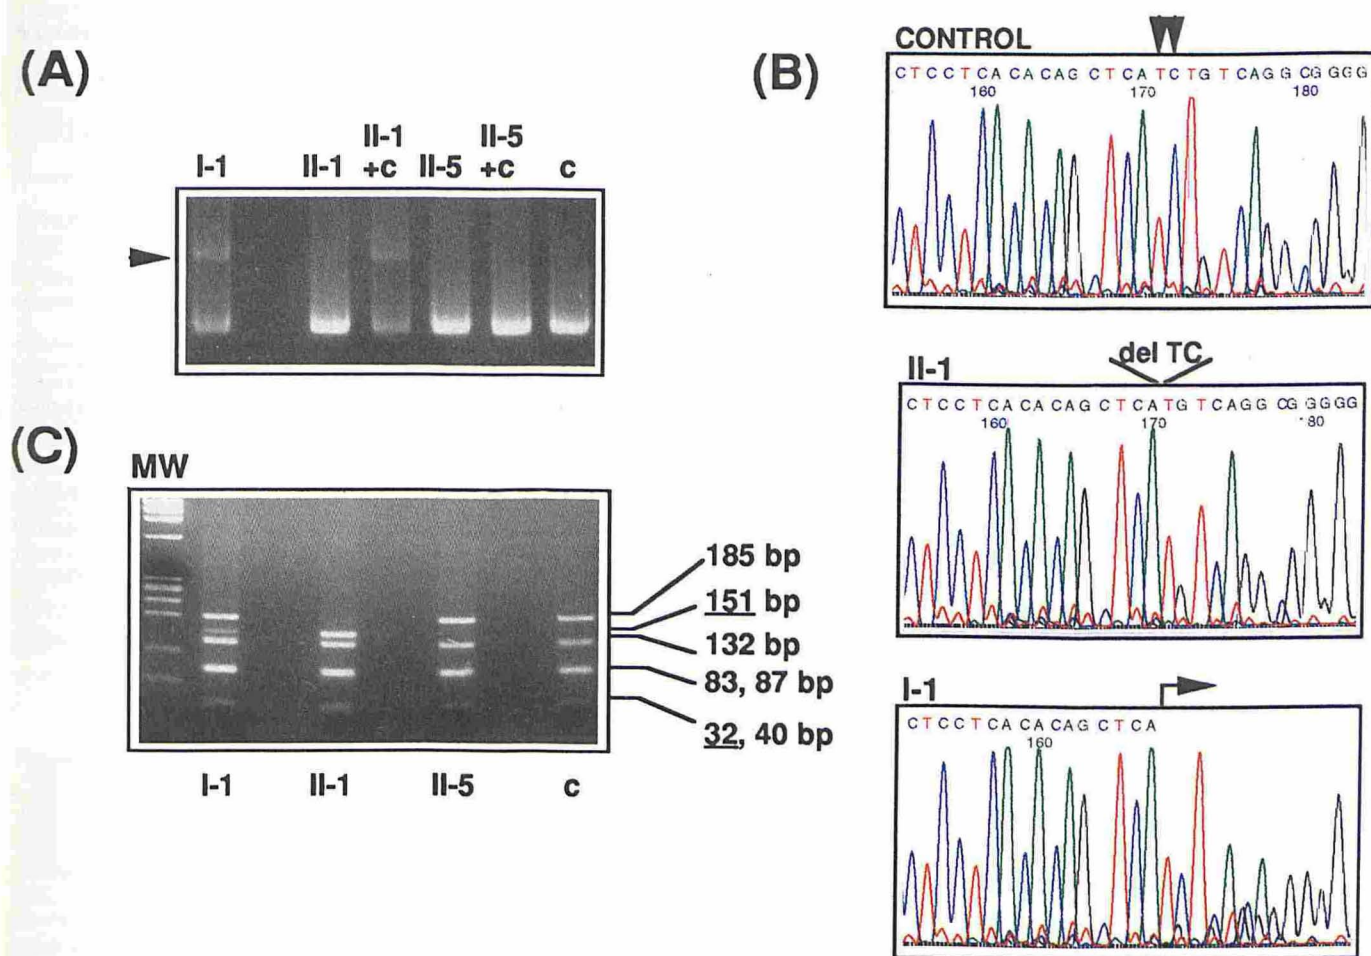 (A)
II-1 II-5
I-1 II-1 +c II-5 +c c
(B)
CONTROL
CTCCTCACACAGCTCATCTGTCAGGCGGGG
160 170 180
del TC
II-1
CTCCTCACACAGCTCATGTCAGGCGGGGG
160 170 80
I-1
CTCCTCACACAGCTCA
160
(C)
MW
185 bp
151 bp
132 bp
83, 87 bp
32, 40 bp
I-1 II-1 II-5 c